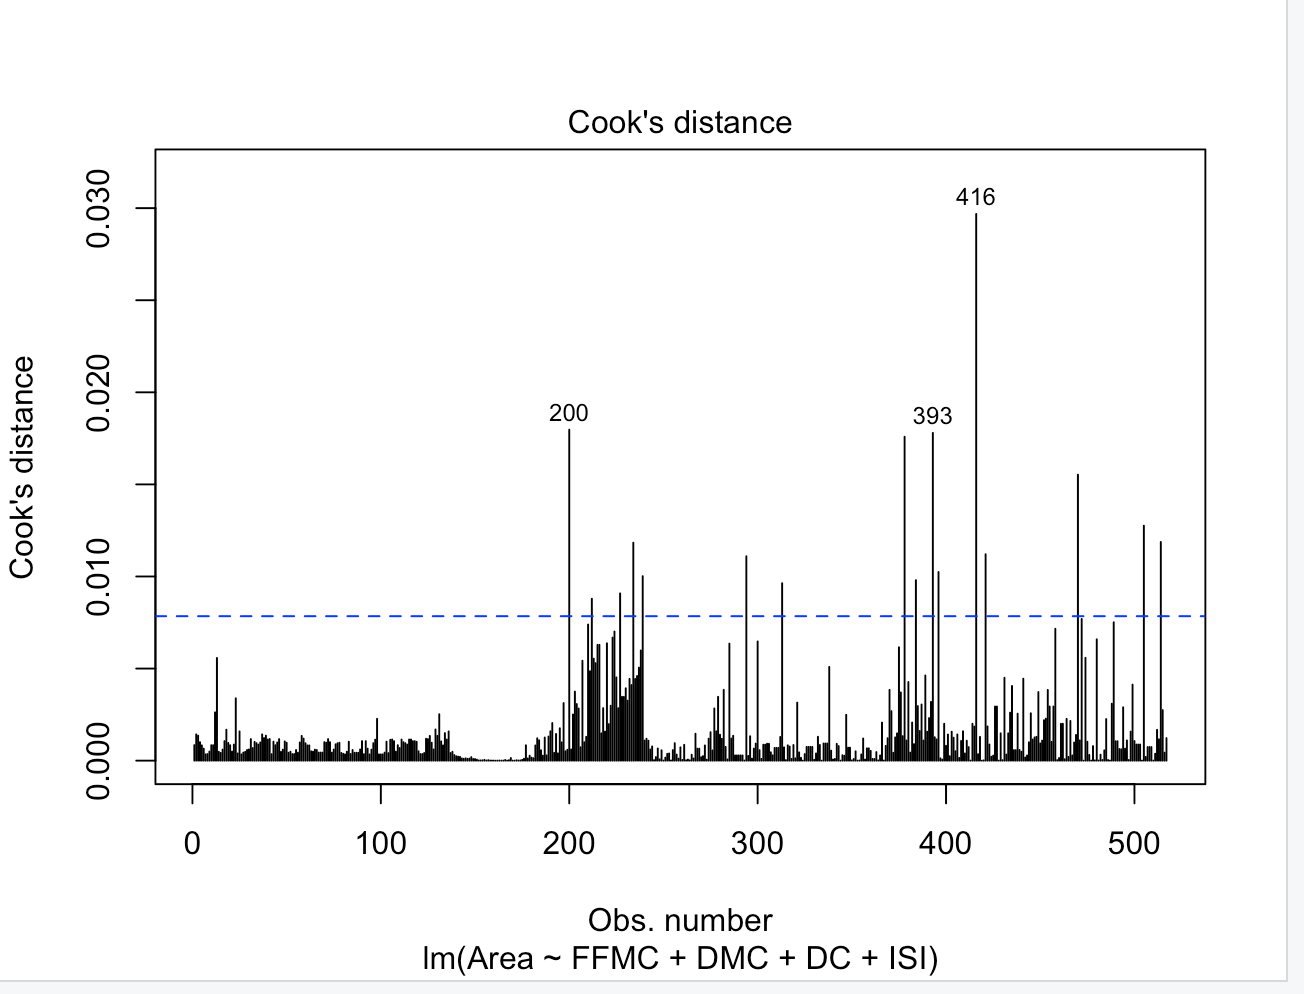 Cook's distance
Cook's distance
0.030
0.020
0.010
0.000
416
200
393
0 100 200 300 400 500
Obs. number
lm(Area ~ FFMC + DMC + DC + ISI)